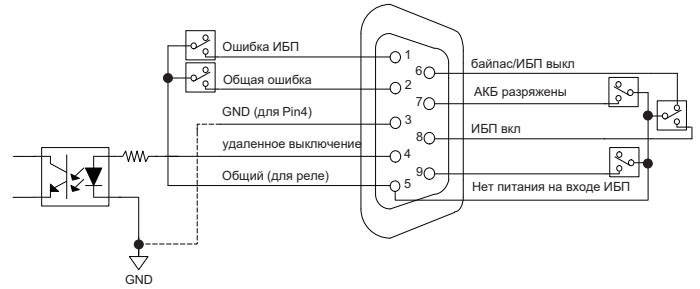 Ошибка ИБП
1
байпас/ИБП выкл
6
Общая ошибка
2
АКБ разряжены
7
GND (для Pin4)
3
ИБП вкл
8
удаленное выключение
4
9
Общий (для реле)
5
Нет питания на входе ИБП
GND